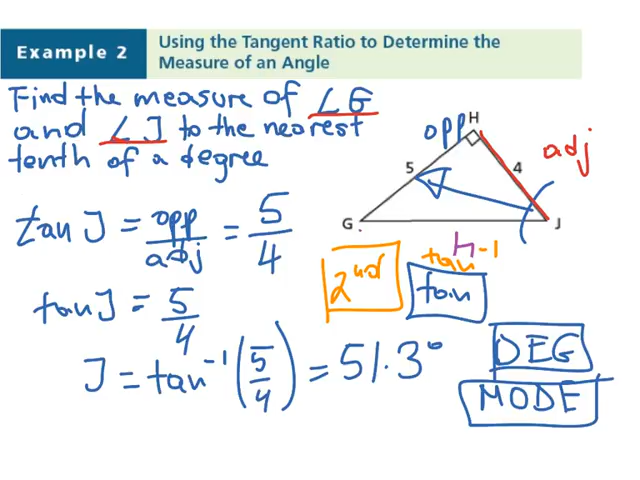 Example 2
Using the Tangent Ratio to Determine the
Measure of an Angle
Find the measure of ∠G
and ∠J to the nearest
tenth of a degree
opp
H
adj
5
4
G
J
h
tan J = opp/adj = 5/4
2nd
tan-1
tan
tan J = 5/4
J = tan⁻¹(5/4) = 51.3°
DEG
MODE